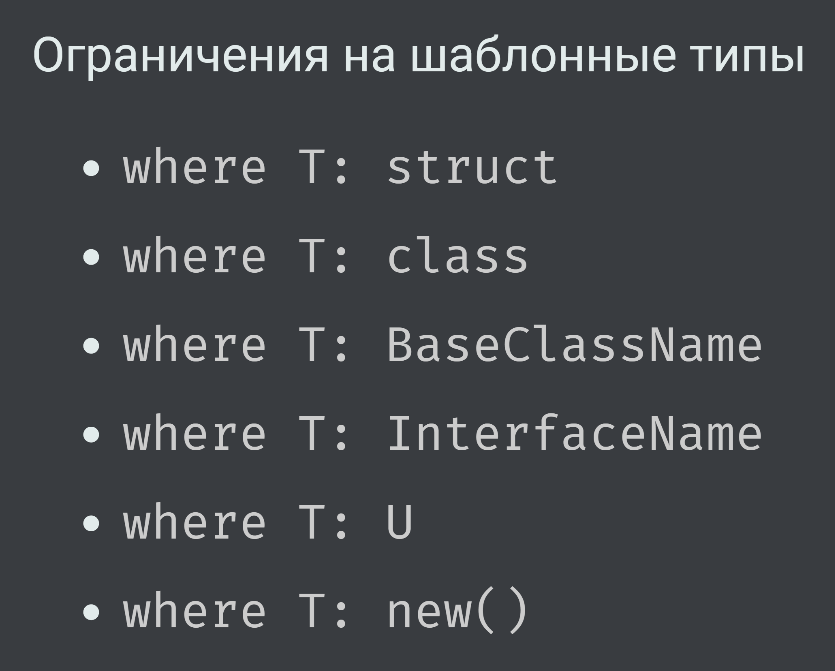 Ограничения на шаблонные типы
• where T: struct
• where T: class
• where T: BaseClassName
• where T: InterfaceName
• where T: U
• where T: new()